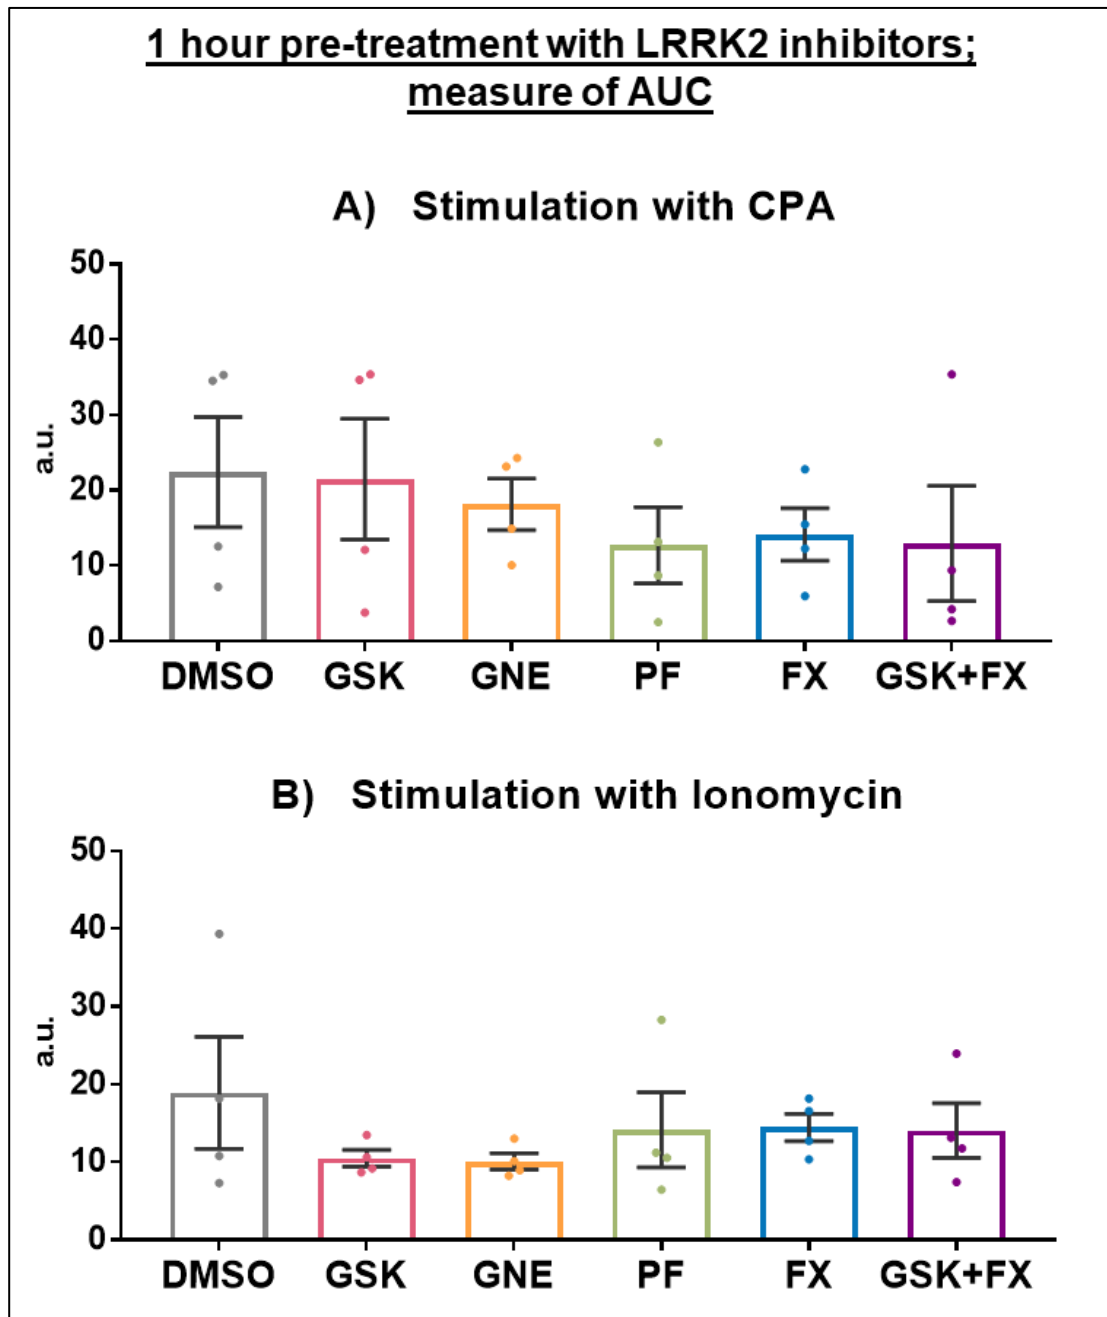 1 hour pre-treatment with LRRK2 inhibitors;
measure of AUC
A) Stimulation with CPA
50
40
30
20
10
0
a.u.
DMSO GSK GNE PF FX GSK+FX
B) Stimulation with Ionomycin
50
40
30
20
10
0
a.u.
DMSO GSK GNE PF FX GSK+FX